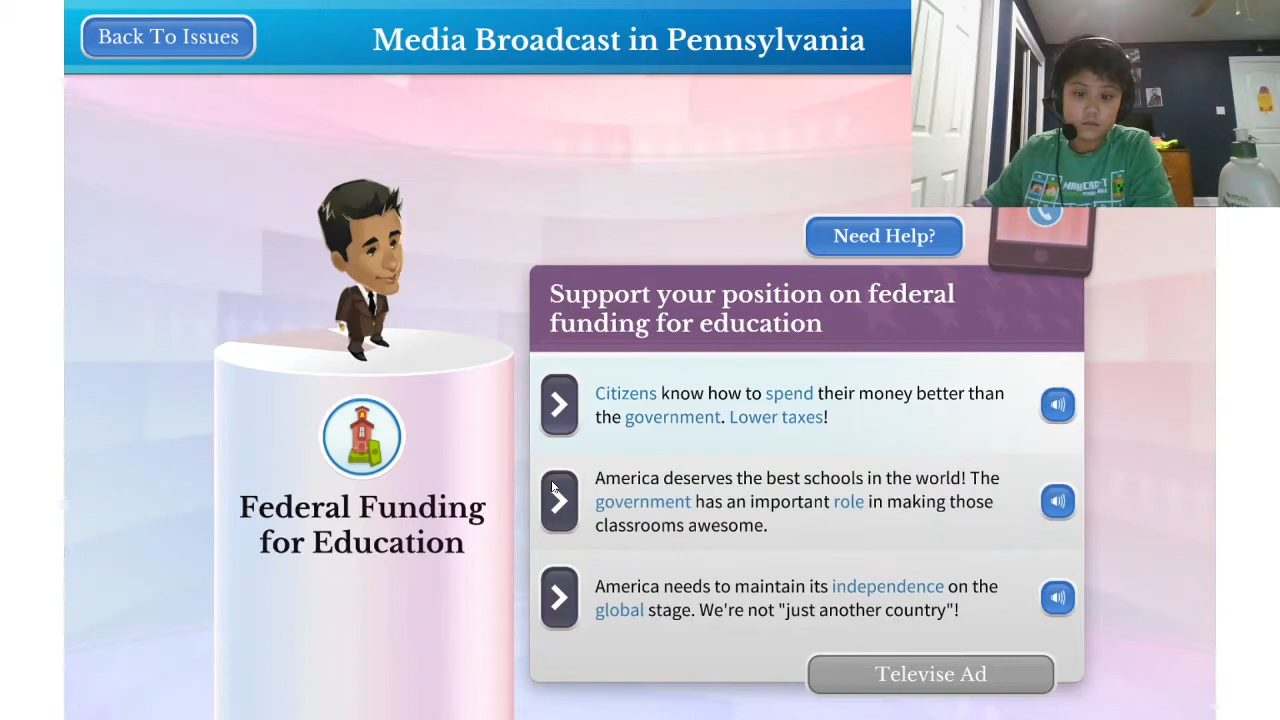 Back To Issues
Media Broadcast in Pennsylvania
MINECRAFT
Need Help?
Support your position on federal
funding for education
Citizens know how to spend their money better than
the government. Lower taxes!
America deserves the best schools in the world! The
government has an important role in making those
classrooms awesome.
America needs to maintain its independence on the
global stage. We're not "just another country"!
Federal Funding
for Education
Televise Ad